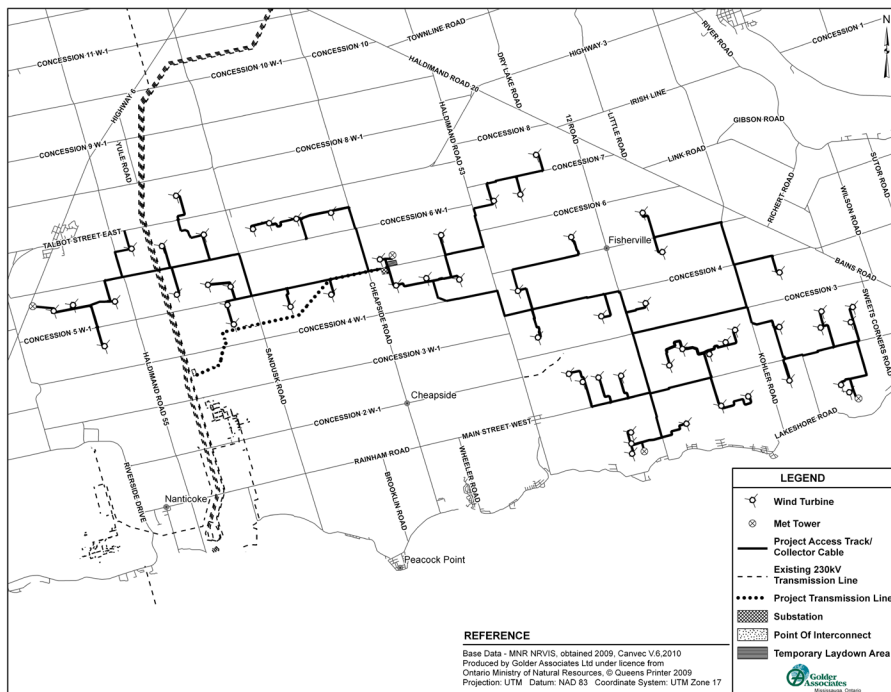 N
CONCESSION 11 W-1
CONCESSION 10
TOWNLINE ROAD
HIGHWAY 3
RIVER ROAD
CONCESSION 1
CONCESSION 10 W-1
HALDIMAND ROAD 20
DRY LAKE ROAD
HIGHWAY 6
IRISH LINE
CONCESSION 9 W-1
YULE ROAD
CONCESSION 8 W-1
HALDIMAND ROAD 53
CONCESSION 8
12 ROAD
LITTLE ROAD
GIBSON ROAD
CONCESSION 7
LINK ROAD
SUTOR ROAD
RICHERT ROAD
WILSON ROAD
TALBOT STREET EAST
CONCESSION 6 W-1
CONCESSION 6
Fisherville
BAINS ROAD
CONCESSION 4
CONCESSION 3
SWEETS CORNERS ROAD
CONCESSION 5 W-1
CONCESSION 4 W-1
CHEAPSIDE ROAD
CONCESSION 3 W-1
HALDIMAND ROAD 55
SANDUSK ROAD
KOHLER ROAD
Cheapside
CONCESSION 2 W-1
MAIN STREET WEST
LAKESHORE ROAD
RAINHAM ROAD
WHEELER ROAD
RIVERSIDE DRIVE
BROOKLIN ROAD
Nanticoke
Peacock Point
LEGEND
Wind Turbine
Met Tower
Project Access Track/
Collector Cable
Existing 230kV
Transmission Line
Project Transmission Line
Substation
Point Of Interconnect
Temporary Laydown Area
Golder
Associates
Mississauga, Ontario
REFERENCE
Base Data - MNR NRVIS, obtained 2009, Canvec V.6,2010
Produced by Golder Associates Ltd under licence from
Ontario Ministry of Natural Resources, © Queens Printer 2009
Projection: UTM Datum: NAD 83 Coordinate System: UTM Zone 17